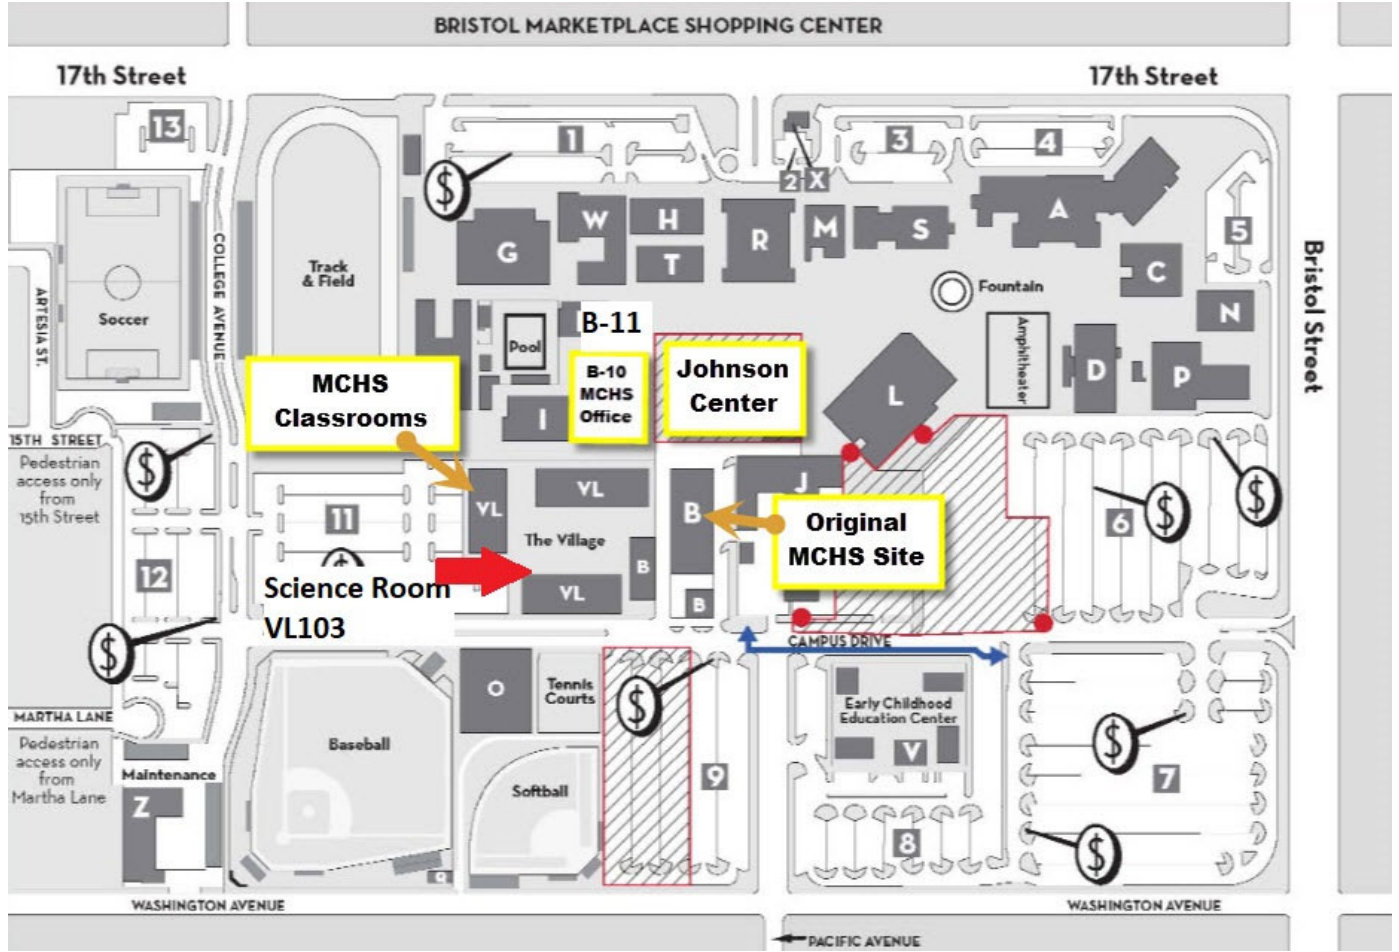 BRISTOL MARKETPLACE SHOPPING CENTER
17th Street
17th Street
13
1
3
4
$
2
X
W
H
G
T
R
M
S
A
5
C
N
COLLEGE AVENUE
Track
& Field
Fountain
Bristol Street
ARTESIA ST.
Soccer
Pool
B-11
Amphitheater
MCHS
Classrooms
B-10
MCHS
Office
Johnson
Center
D
P
L
I
15TH STREET
Pedestrian
access only
from
15th Street
$
VL
VL
B
J
Original
MCHS Site
6
$
$
11
The Village
12
B
Science Room
VL103
VL
B
$
CAMPUS DRIVE
O
Tennis
Courts
$
Early Childhood
Education Center
V
MARTHA LANE
Pedestrian
access only
from
Martha Lane
Baseball
Maintenance
Z
Softball
9
$
7
8
$
Q
WASHINGTON AVENUE
WASHINGTON AVENUE
PACIFIC AVENUE